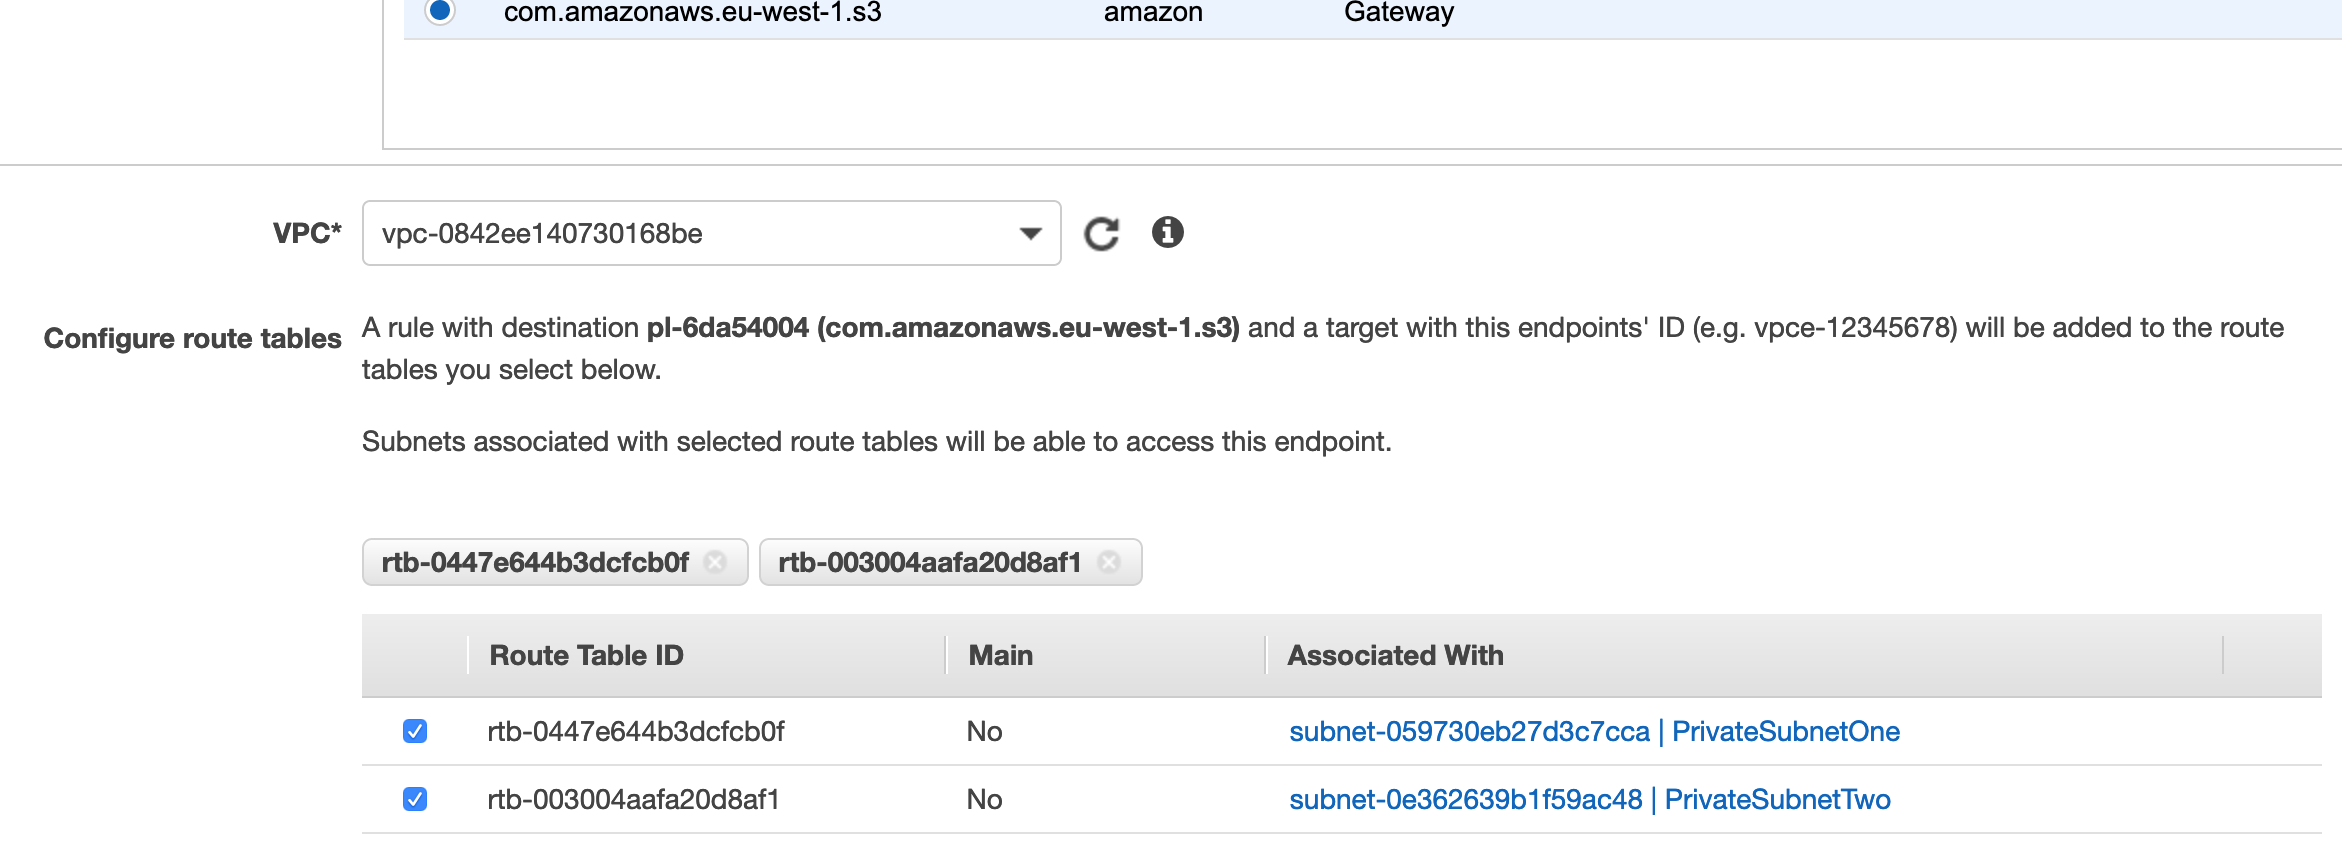 com.amazonaws.eu-west-1.s3 amazon Gateway
VPC* vpc-0842ee140730168be
Configure route tables A rule with destination pl-6da54004 (com.amazonaws.eu-west-1.s3) and a target with this endpoints' ID (e.g. vpce-12345678) will be added to the route
tables you select below.
Subnets associated with selected route tables will be able to access this endpoint.
rtb-0447e644b3dcfcb0f rtb-003004aafa20d8af1
Route Table ID Main Associated With
rtb-0447e644b3dcfcb0f No subnet-059730eb27d3c7cca | PrivateSubnetOne
rtb-003004aafa20d8af1 No subnet-0e362639b1f59ac48 | PrivateSubnetTwo